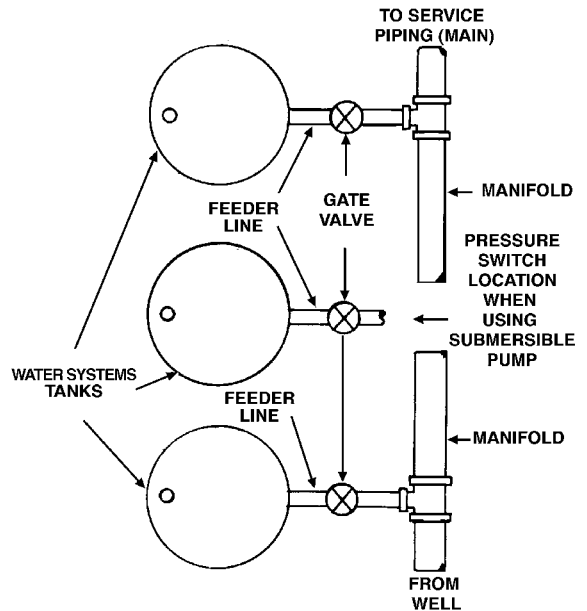 TO SERVICE
PIPING (MAIN)
MANIFOLD
GATE
VALVE
FEEDER
LINE
PRESSURE
SWITCH
LOCATION
WHEN
USING
SUBMERSIBLE
PUMP
WATER SYSTEMS
TANKS
FEEDER
LINE
MANIFOLD
FROM
WELL